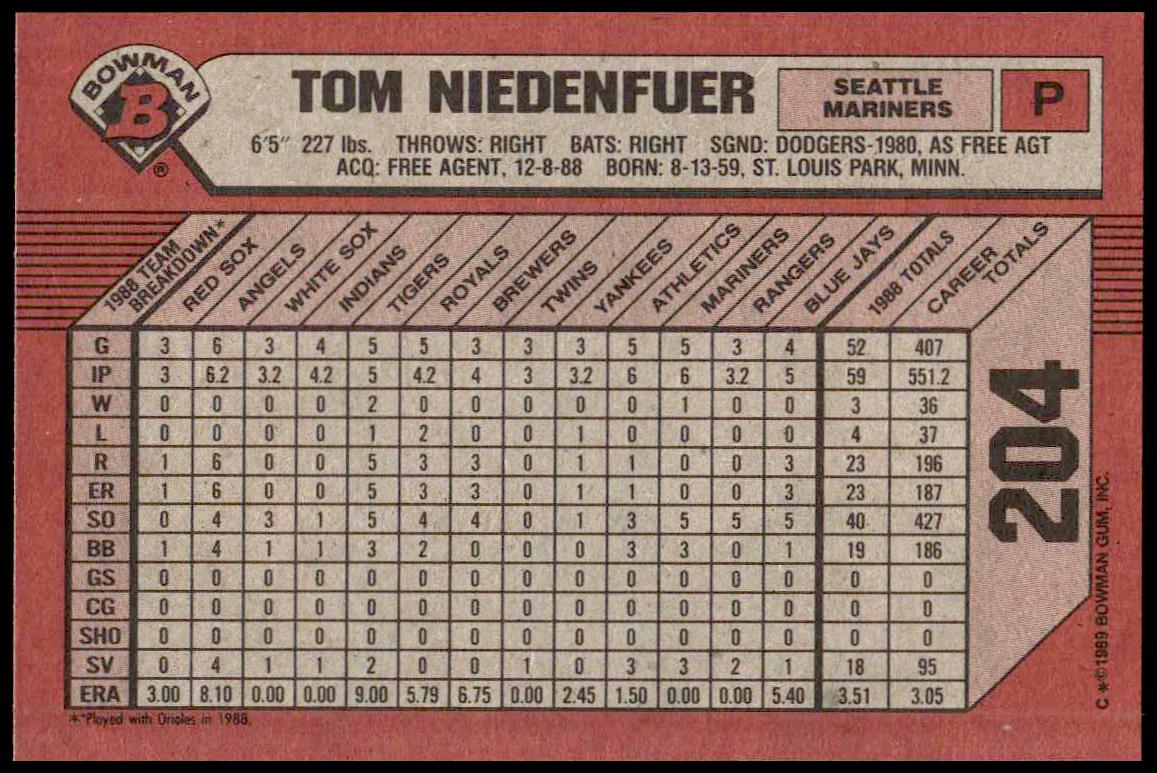 BOWMAN
B
®
TOM NIEDENFUER
SEATTLE
MARINERS
P
6'5" 227 lbs. THROWS: RIGHT BATS: RIGHT SGND: DODGERS-1980, AS FREE AGT
ACQ: FREE AGENT, 12-8-88 BORN: 8-13-59, ST. LOUIS PARK, MINN.
1988 TEAM
BREAKDOWN* RED SOX ANGELS WHITE SOX INDIANS TIGERS ROYALS BREWERS TWINS YANKEES ATHLETICS MARINERS RANGERS BLUE JAYS 1988 TOTALS CAREER TOTALS
G 3 6 3 4 5 5 3 3 3 5 5 3 4 52 407
IP 3 6.2 3.2 4.2 5 4.2 4 3 3.2 6 6 3.2 5 59 551.2
W 0 0 0 0 2 0 0 0 0 0 1 0 0 3 36
L 0 0 0 0 1 2 0 0 1 0 0 0 0 4 37
R 1 6 0 0 5 3 3 0 1 1 0 0 3 23 196
ER 1 6 0 0 5 3 3 0 1 1 0 0 3 23 187
SO 0 4 3 1 5 4 4 0 1 3 5 5 5 40 427
BB 1 4 1 1 3 2 0 0 0 3 3 0 1 19 186
GS 0 0 0 0 0 0 0 0 0 0 0 0 0 0 0
CG 0 0 0 0 0 0 0 0 0 0 0 0 0 0 0
SHO 0 0 0 0 0 0 0 0 0 0 0 0 0 0 0
SV 0 4 1 1 2 0 0 1 0 3 3 2 1 18 95
ERA 3.00 8.10 0.00 0.00 9.00 5.79 6.75 0.00 2.45 1.50 0.00 0.00 5.40 3.51 3.05
204
*Played with Orioles in 1988.
C *©1989 BOWMAN GUM, INC.